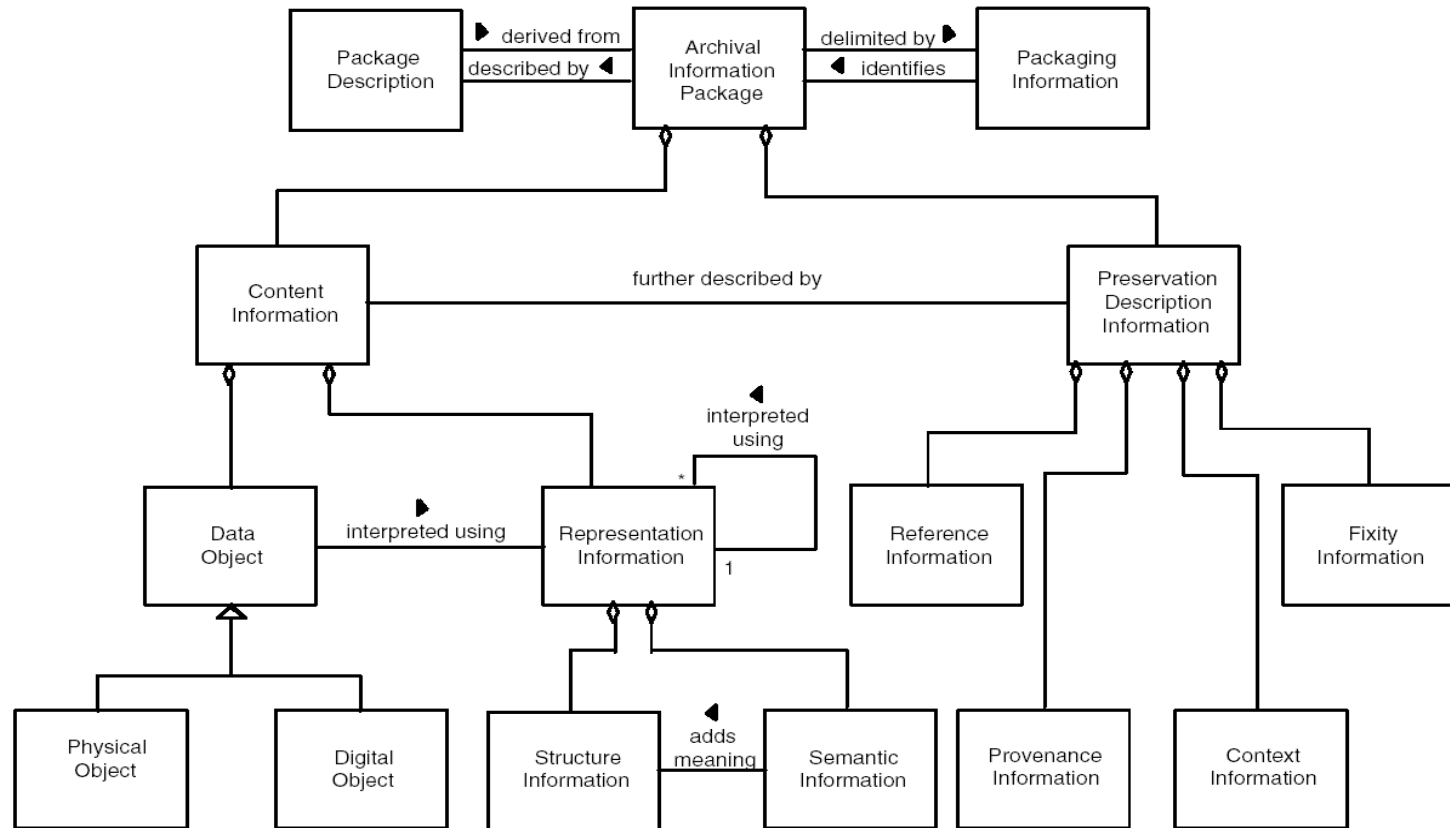 Package
Description
derived from
described by
Archival
Information
Package
delimited by
identifies
Packaging
Information
Content
Information
further described by
Preservation
Description
Information
interpreted
using
*
1
Data
Object
interpreted using
Representation
Information
Reference
Information
Fixity
Information
Physical
Object
Digital
Object
Structure
Information
adds
meaning
Semantic
Information
Provenance
Information
Context
Information